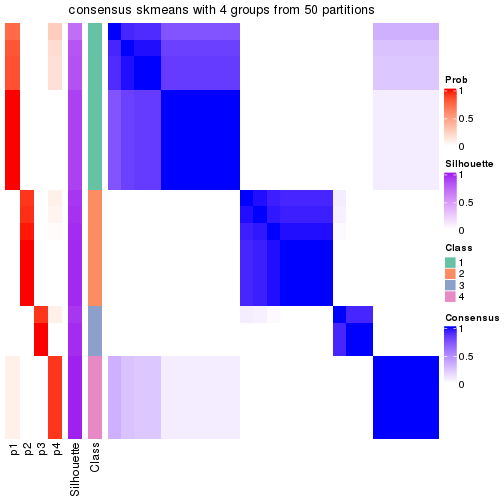 consensus skmeans with 4 groups from 50 partitions
Prob
1
0.5
0
Silhouette
1
0.5
0
Class
1
2
3
4
Consensus
1
0.5
0
p1
p2
p3
p4
Silhouette
Class